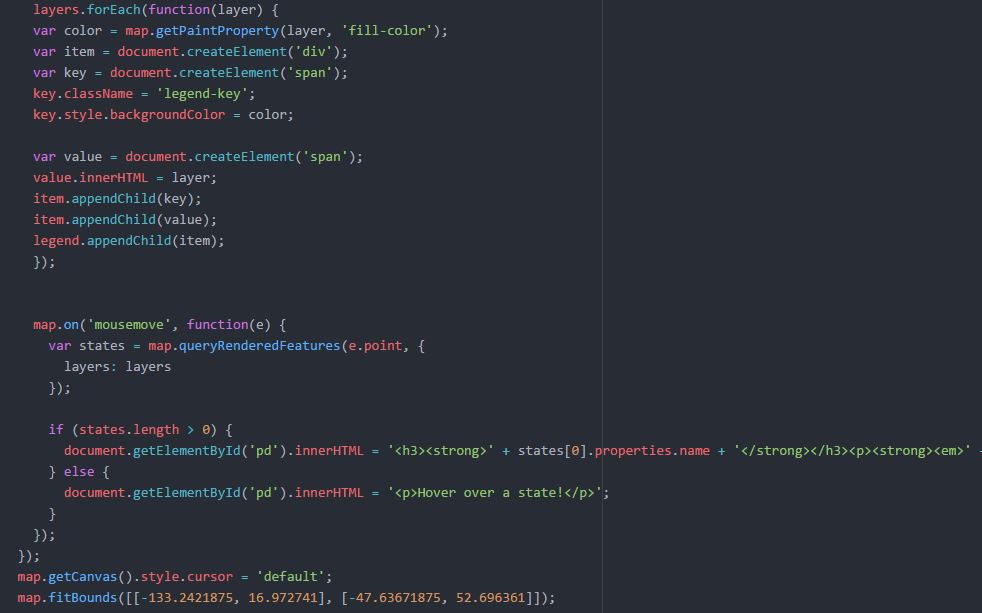 layers.forEach(function(layer) {
var color = map.getPaintProperty(layer, 'fill-color');
var item = document.createElement('div');
var key = document.createElement('span');
key.className = 'legend-key';
key.style.backgroundColor = color;
var value = document.createElement('span');
value.innerHTML = layer;
item.appendChild(key);
item.appendChild(value);
legend.appendChild(item);
});
map.on('mousemove', function(e) {
var states = map.queryRenderedFeatures(e.point, {
layers: layers
});
if (states.length > 0) {
document.getElementById('pd').innerHTML = '<h3><strong>' + states[0].properties.name + '</strong></h3><p><strong><em>' +
} else {
document.getElementById('pd').innerHTML = '<p>Hover over a state!</p>';
}
});
});
map.getCanvas().style.cursor = 'default';
map.fitBounds([[-133.2421875, 16.972741], [-47.63671875, 52.696361]]);